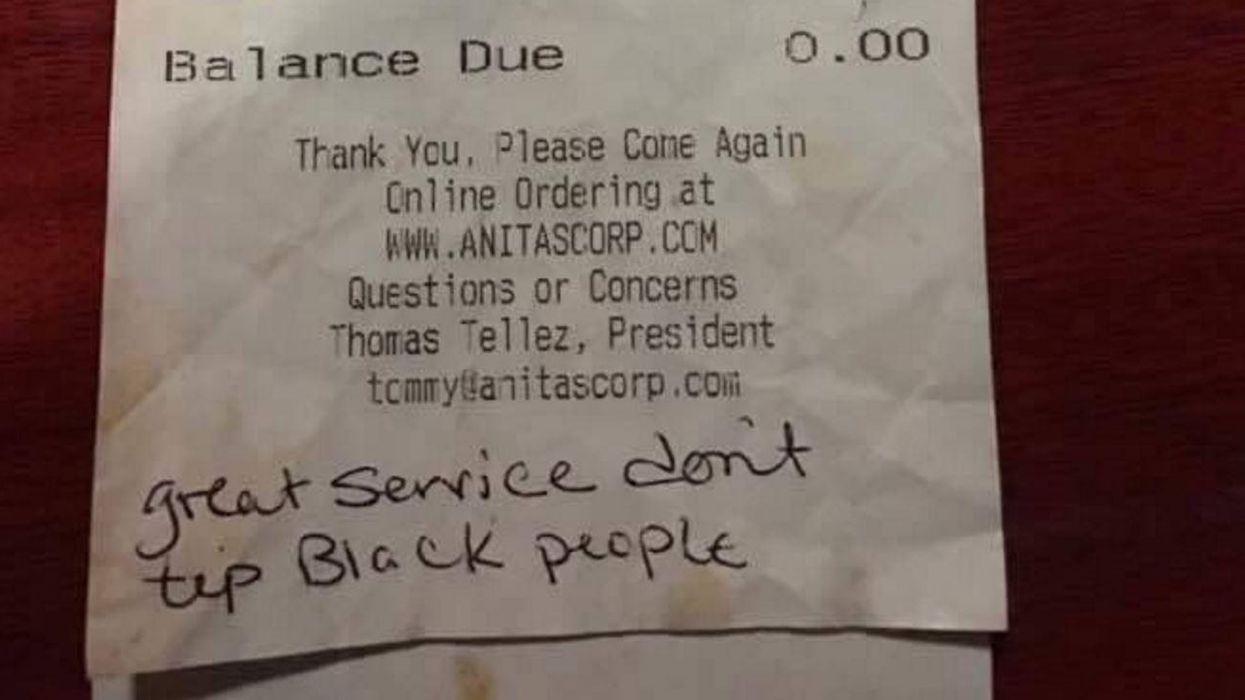 Balance Due 0.00
Thank You, Please Come Again
Online Ordering at
WWW.ANITASCORP.COM
Questions or Concerns
Thomas Tellez, President
tommy@anitascorp.com
great service don't
tip Black people